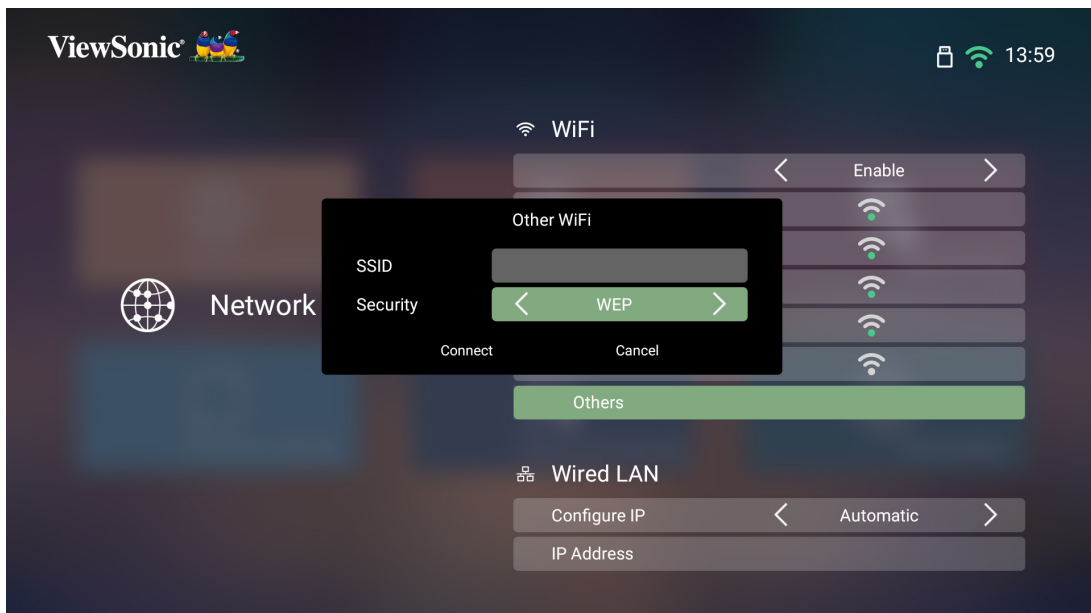 ViewSonic®
13:59
WiFi
Enable
Other WiFi
SSID
Security
WEP
Connect
Cancel
Network
Others
Wired LAN
Configure IP
Automatic
IP Address